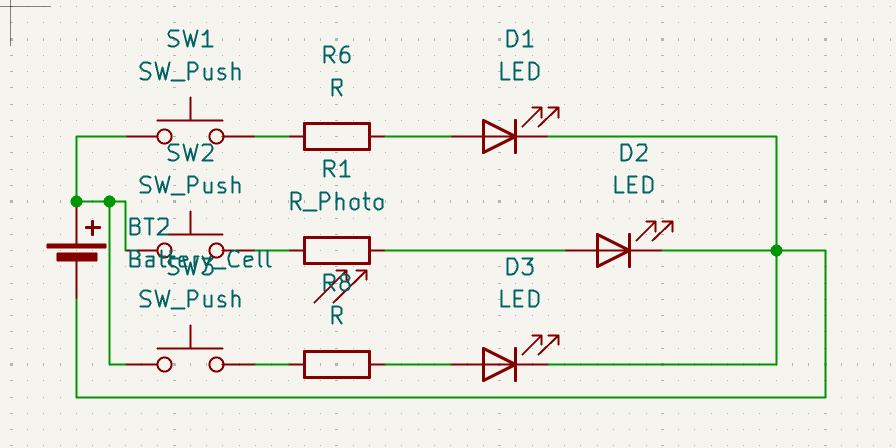 SW1
SW_Push
R6
R
D1
LED
SW2
SW_Push
R1
R_Photo
D2
LED
BT2
Battery_Cell
SW3
SW_Push
R8
R
D3
LED
+